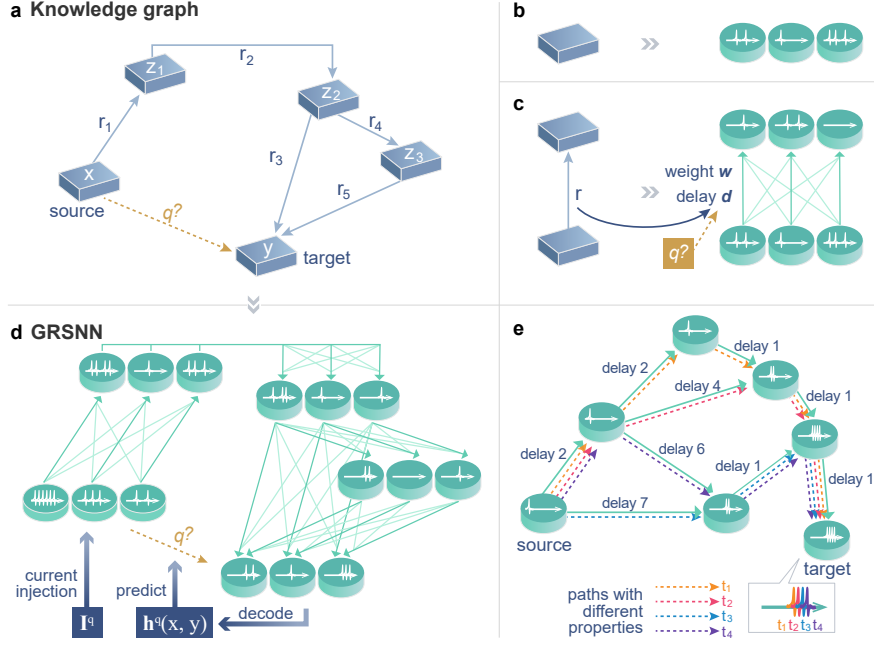 a Knowledge graph
r₂
z₁
z₂
r₁
r₄
r₃
z₃
x
r₅
source
q?
y
target
b
c
weight w
r
delay d
q?
d GRSNN
q?
current
injection
predict
decode
Iq
hq(x, y)
e
delay 1
delay 2
delay 4
delay 1
delay 6
delay 2
delay 1
delay 1
delay 7
source
target
paths with
different
properties
t₁
t₂
t₃
t₄
t₁ t₂ t₃ t₄